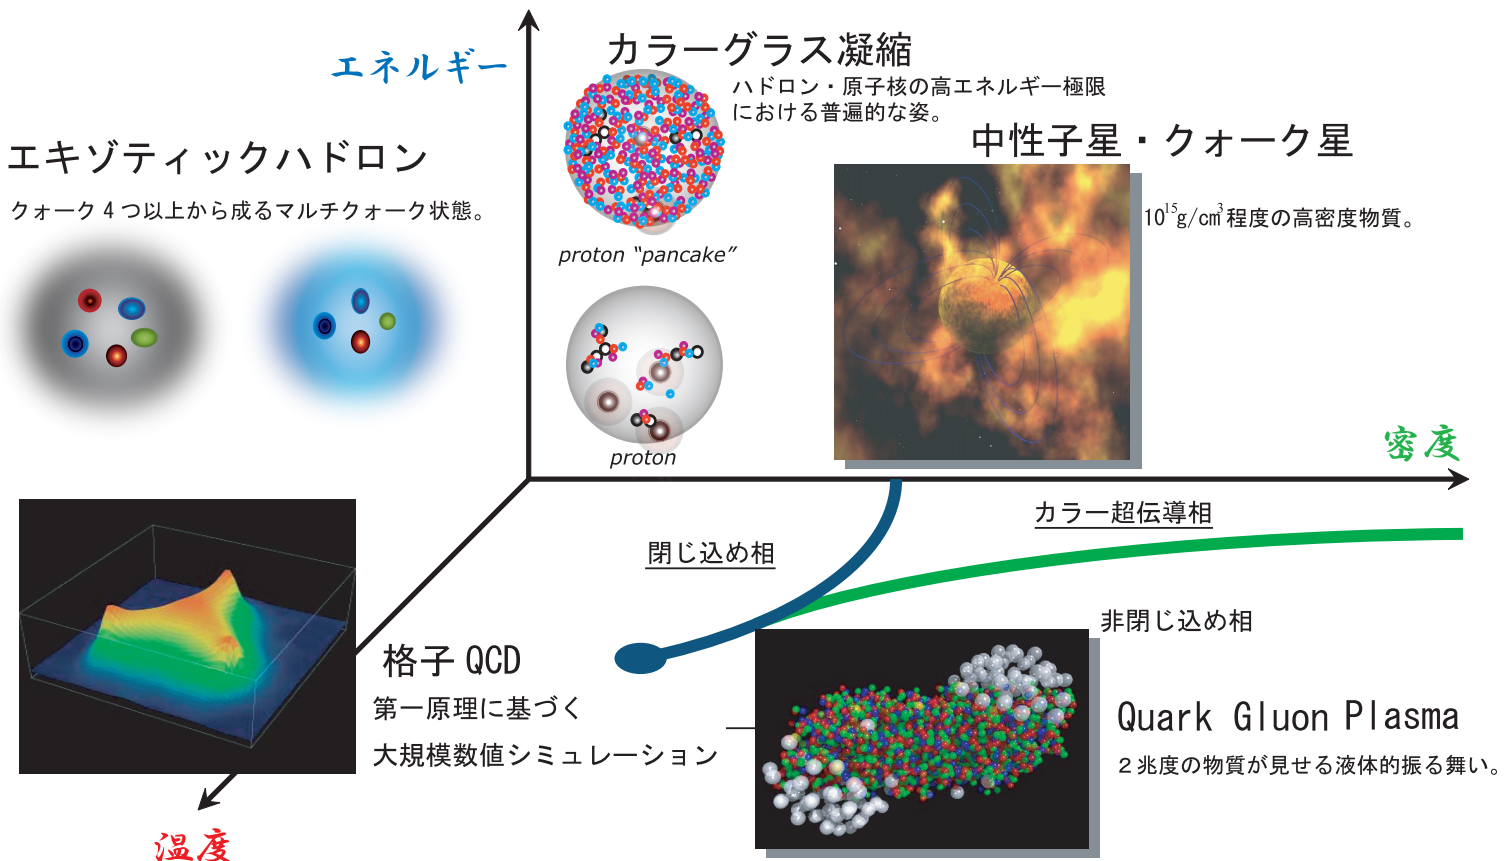 エネルギー
カラーグラス凝縮
ハドロン・原子核の高エネルギー極限
における普遍的な姿。
proton “pancake”
proton
エキゾティックハドロン
クォーク４つ以上から成るマルチクォーク状態。
中性子星・クォーク星
10¹⁵g/cm³程度の高密度物質。
密度
カラー超伝導相
閉じ込め相
非閉じ込め相
格子 QCD
第一原理に基づく
大規模数値シミュレーション
Quark Gluon Plasma
２兆度の物質が見せる液体的振る舞い。
温度